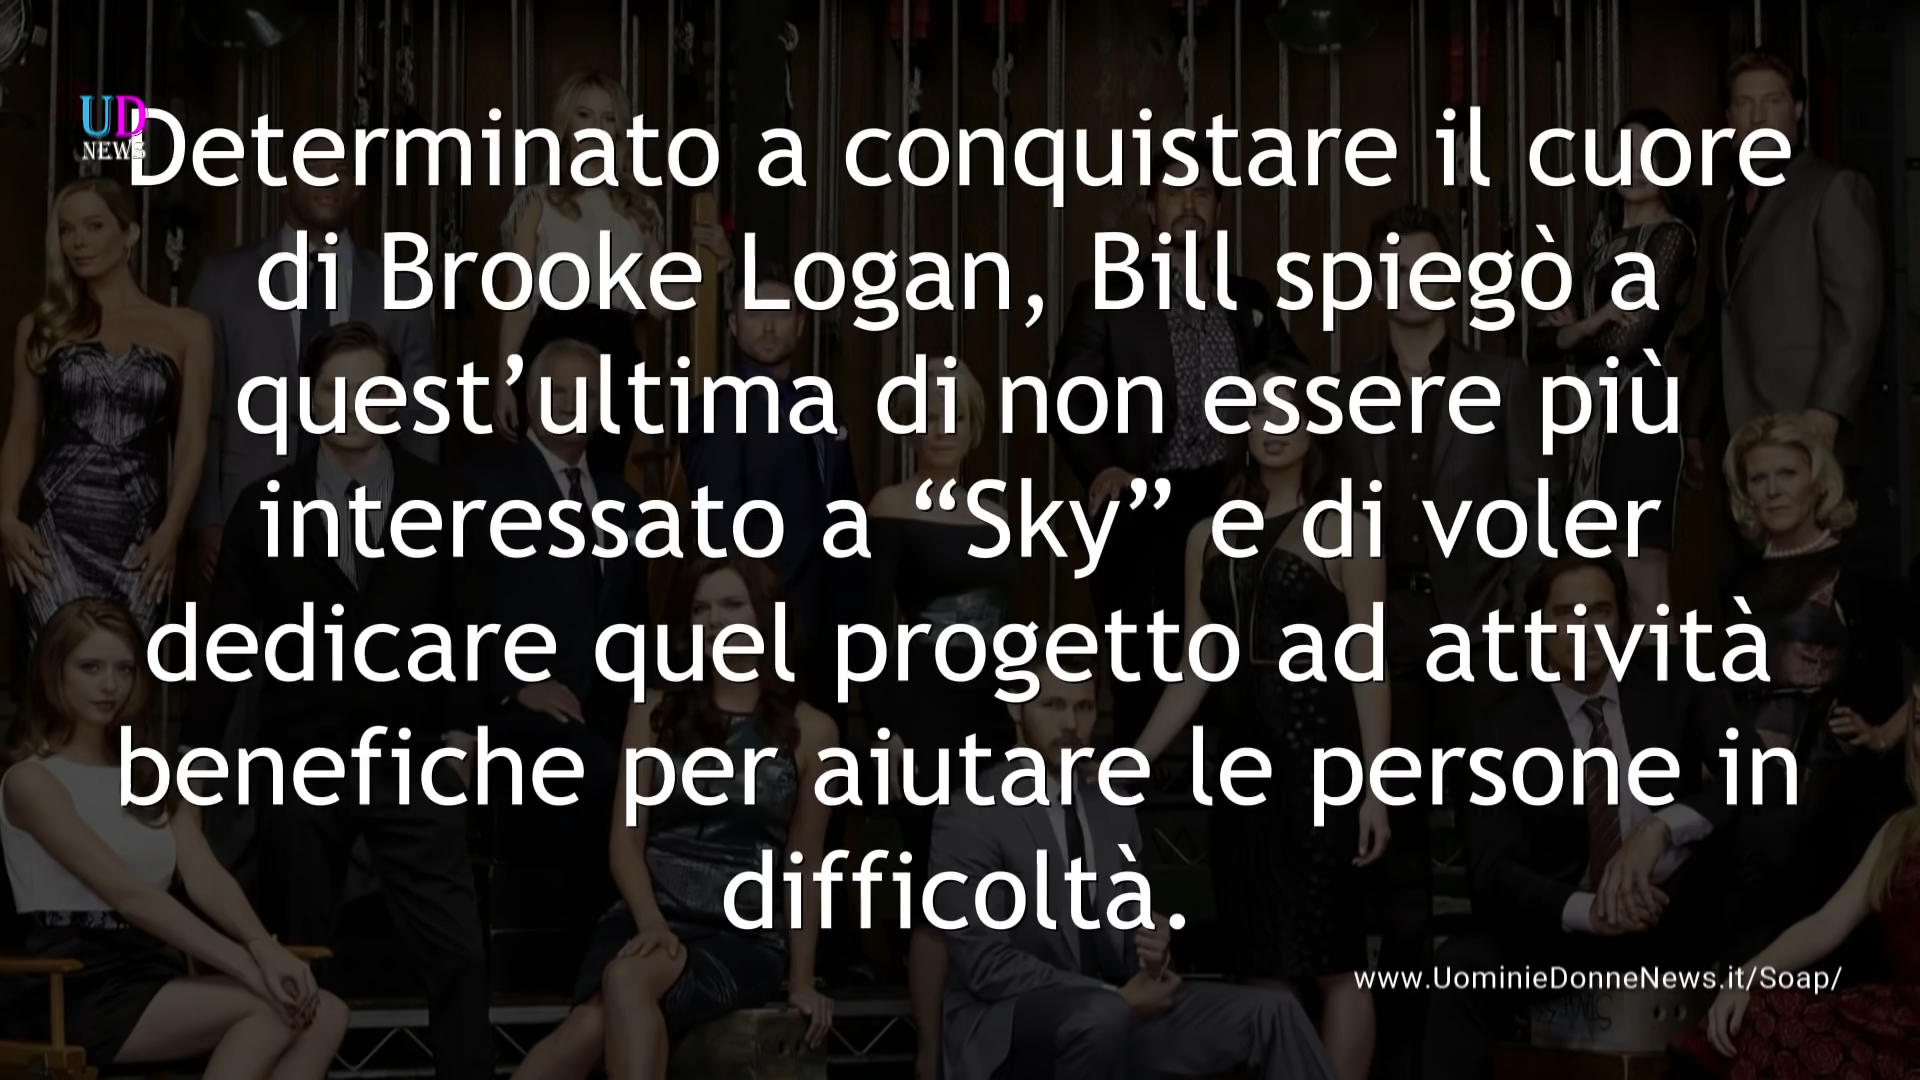 UD
NEWS
Determinato a conquistare il cuore
di Brooke Logan, Bill spiegò a
quest’ultima di non essere più
interessato a “Sky” e di voler
dedicare quel progetto ad attività
benefiche per aiutare le persone in
difficoltà.
www.UominieDonneNews.it/Soap/